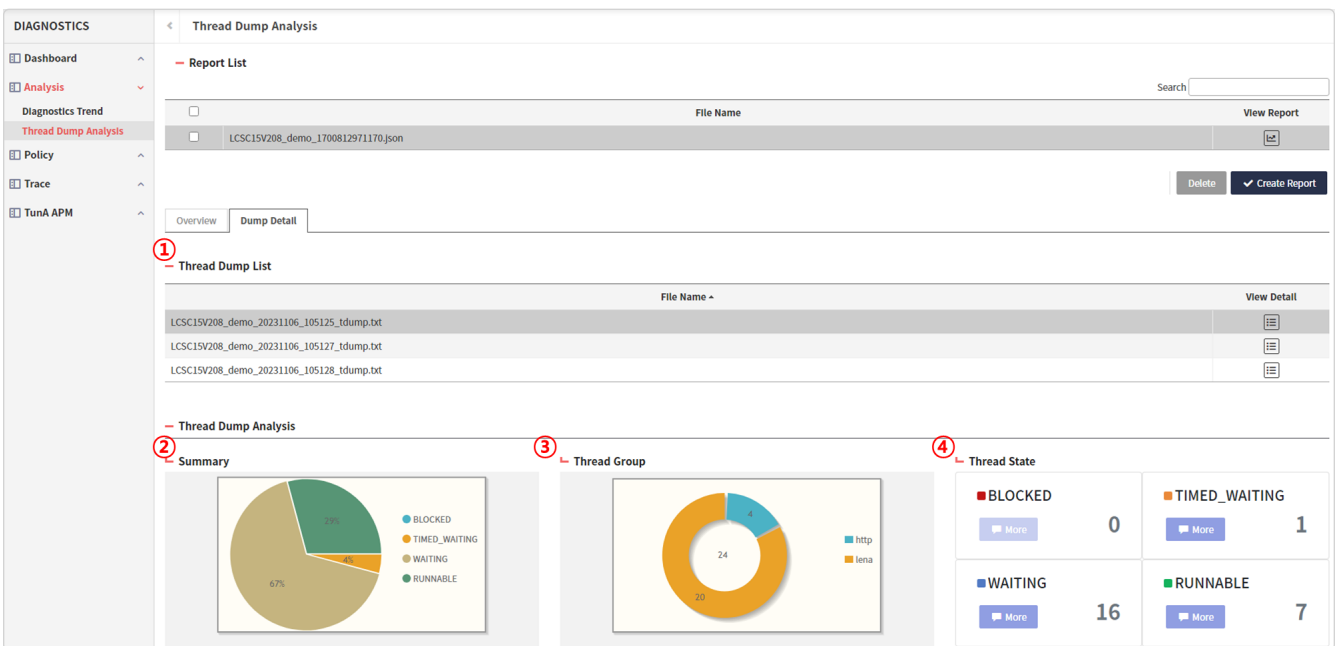 DIAGNOSTICS
Dashboard
Analysis
Diagnostics Trend
Thread Dump Analysis
Policy
Trace
TunA APM
Thread Dump Analysis
Report List
Search
File Name View Report
LCSC15V208_demo_1700812971170.json
Delete Create Report
Overview Dump Detail
①
Thread Dump List
File Name View Detail
LCSC15V208_demo_20231106_105125_tdump.txt
LCSC15V208_demo_20231106_105127_tdump.txt
LCSC15V208_demo_20231106_105128_tdump.txt
Thread Dump Analysis
②
Summary
29%
4%
67%
BLOCKED
TIMED_WAITING
WAITING
RUNNABLE
③
Thread Group
4
24
20
http
lena
④
Thread State
BLOCKED
More 0
TIMED_WAITING
More 1
WAITING
More 16
RUNNABLE
More 7